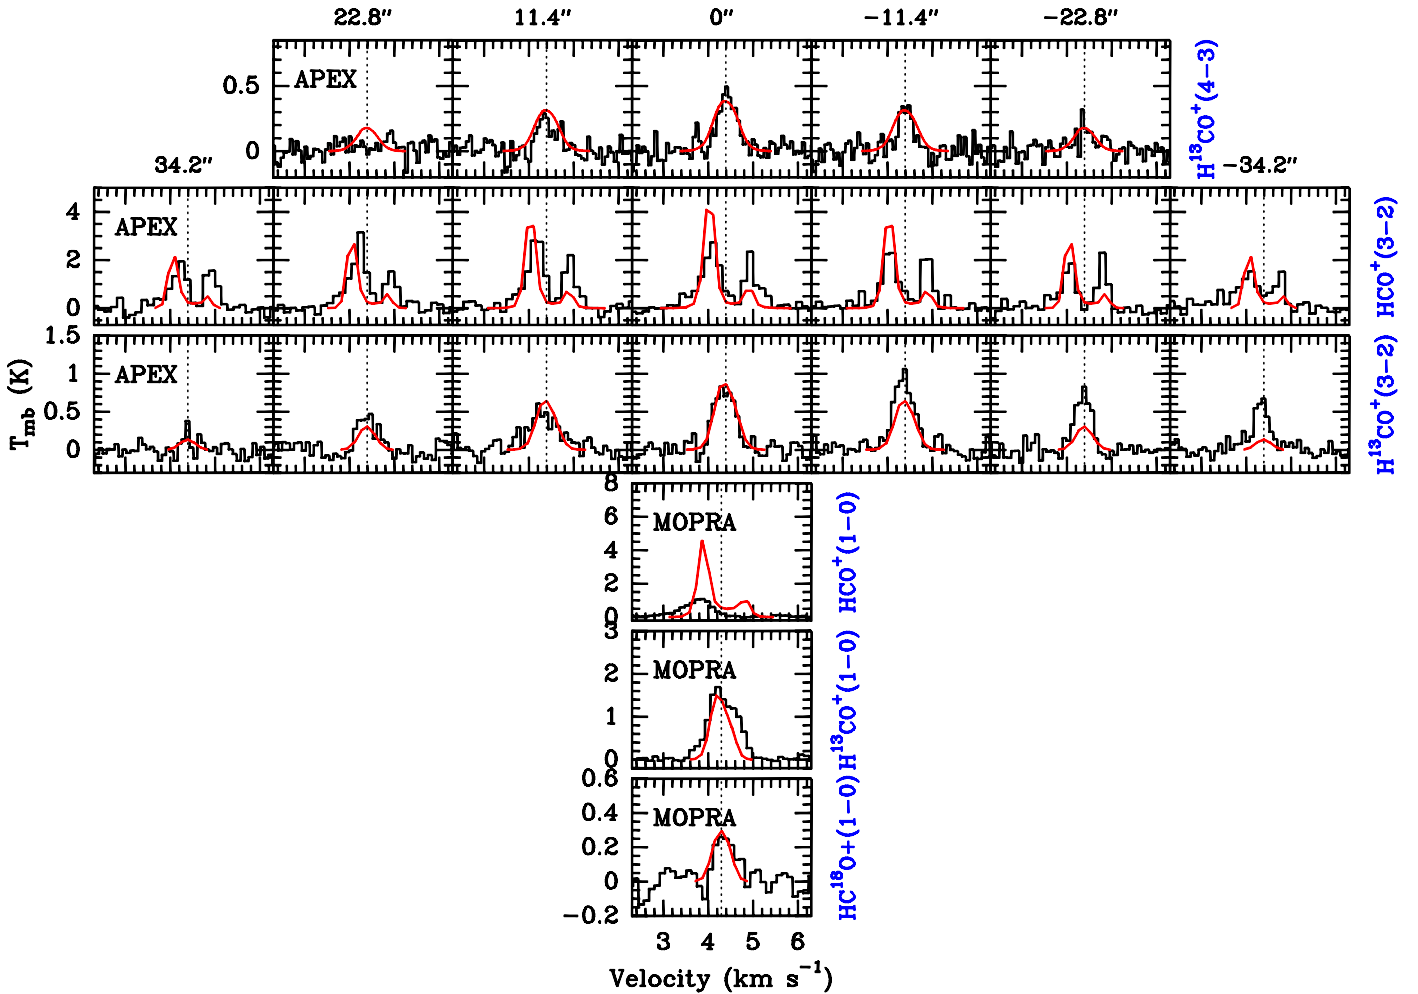 22.8″ 11.4″ 0″ −11.4″ −22.8″
APEX
0.5
0
H¹³CO⁺(4−3)
34.2″ −34.2″
APEX
4
2
0
HCO⁺(3−2)
APEX
1.5
1
0.5
0
H¹³CO⁺(3−2)
T_mb (K)
MOPRA
8
6
4
2
0
HCO⁺(1−0)
MOPRA
3
2
1
0
H¹³CO⁺(1−0)
MOPRA
0.6
0.4
0.2
0
−0.2
HC¹⁸O+(1−0)
3 4 5 6
Velocity (km s⁻¹)